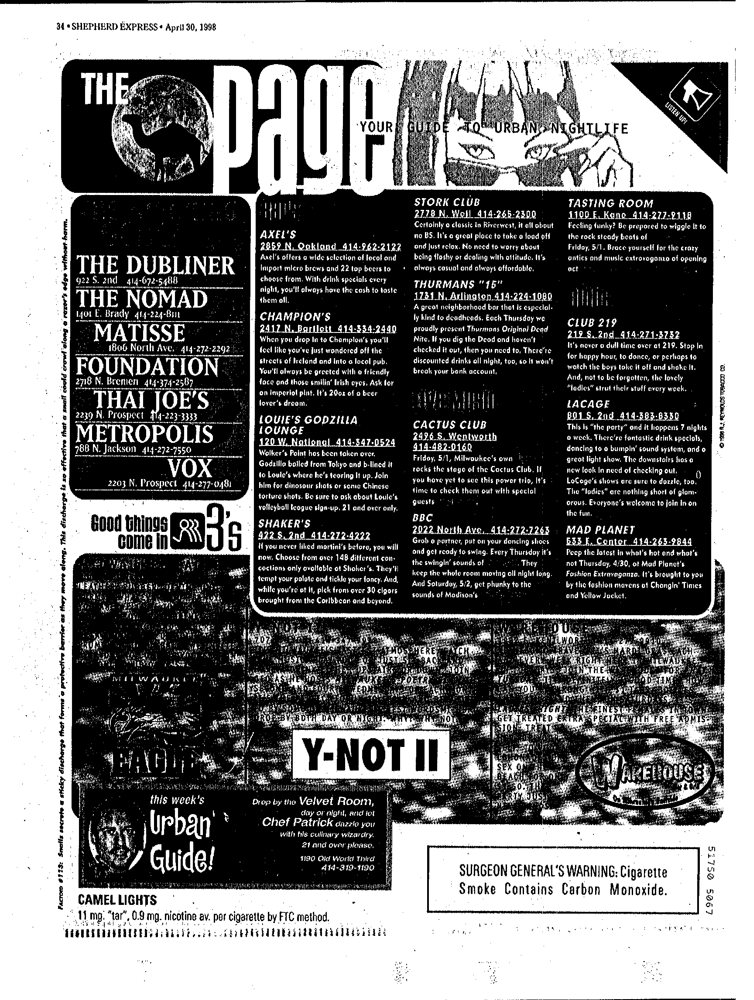 34 • SHEPHERD EXPRESS • April 30, 1998
THE
page
YOUR GUIDE TO URBAN NIGHTLIFE
LISTEN UP!
THE DUBLINER
922 S. 2nd 414-672-5488
THE NOMAD
1401 E. Brady 414-224-8111
MATISSE
1806 North Ave. 414-272-2292
FOUNDATION
2718 N. Bremen 414-374-2587
THAI JOE'S
2239 N. Prospect 414-223-3333
METROPOLIS
788 N. Jackson 414-272-7550
VOX
2203 N. Prospect 414-277-0481
Good things
come in 3's
AXEL'S
2859 N. Oakland 414-962-2122
Axel's offers a wide selection of local and
import micro brews and 22 tap beers to
choose from. With drink specials every
night, you'll always have the cash to taste
them all.
CHAMPION'S
2417 N. Bartlett 414-334-2440
When you drop in to Champion's you'll
feel like you've just wandered off the
streets of Ireland and into a local pub.
You'll always be greeted with a friendly
face and those smilin' Irish eyes. Ask for
an imperial pint. It's 20oz of a beer
lover's dream.
LOUIE'S GODZILLA
LOUNGE
120 W. National 414-347-0524
Walker's Point has been taken over.
Godzilla bailed from Tokyo and b-lined it
to Louie's where he's tearing it up. Join
him for dinosaur shots or some Chinese
torture shots. Be sure to ask about Louie's
volleyball league sign-up. 21 and over only.
SHAKER'S
422 S. 2nd 414-272-4222
If you never liked martini's before, you will
now. Choose from over 148 different con-
coctions only available at Shaker's. They'll
tempt your palate and tickle your fancy. And,
while you're at it, pick from over 30 cigars
brought from the Caribbean and beyond.
STORK CLUB
2778 N. Weil 414-265-2300
Certainly a classic in Riverwest, it all about
no BS. It's a great place to take a load off
and just relax. No need to worry about
being flashy or dealing with attitude. It's
always casual and always affordable.
THURMANS "15"
1731 N. Arlington 414-224-1080
A great neighborhood bar that is especial-
ly kind to deadheads. Each Thursday we
proudly present Thurmans Original Dead
Nite. If you dig the Dead and haven't
checked it out, then you need to. There're
discounted drinks all night, too, so it won't
break your bank account.
LIVE MUSIC
CACTUS CLUB
2496 S. Wentworth
414-482-0160
Friday, 5/1, Milwaukee's own
rocks the stage of the Cactus Club. If
you have yet to see this power trio, it's
time to check them out with special
guests
BBC
2022 North Ave. 414-272-7263
Grab a partner, put on your dancing shoes
and get ready to swing. Every Thursday it's
the swingin' sounds of They
keep the whole room moving all night long.
And Saturday, 5/2, get phunky to the
sounds of Madison's
TASTING ROOM
1100 E. Kane 414-277-9118
Feeling funky? Be prepared to wiggle it to
the rock steady beats of
Friday, 5/1. Brace yourself for the crazy
antics and music extravaganza of opening
act
CLUB 219
219 S. 2nd 414-271-3732
It's never a dull time over at 219. Stop in
for happy hour, to dance, or perhaps to
watch the boys take it off and shake it.
And, not to be forgotten, the lovely
"ladies" strut their stuff every week.
LACAGE
801 S. 2nd 414-383-8330
This is "the party" and it happens 7 nights
a week. There're fantastic drink specials,
dancing to a bumpin' sound system, and a
great light show. The downstairs has a
new look in need of checking out.
LaCage's shows are sure to dazzle, too.
The "ladies" are nothing short of glam-
orous. Everyone's welcome to join in on
the fun.
MAD PLANET
533 E. Center 414-263-9844
Peep the latest in what's hot and what's
not Thursday, 4/30, at Mad Planet's
Fashion Extravaganza. It's brought to you
by the fashion mavens at Changin' Times
and Yellow Jacket.
MILWAUKEE
EAGLE
Y-NOT II
WAREHOUSE
this week's
Urban
Guide!
Drop by the Velvet Room,
day or night, and let
Chef Patrick dazzle you
with his culinary wizardry.
21 and over please.
1190 Old World Third
414-319-1190
Factoid #113: Snails secrete a sticky discharge that forms a protective barrier as they move along. This discharge is so effective that a snail could crawl along a razor's edge without harm.
SURGEON GENERAL'S WARNING: Cigarette
Smoke Contains Carbon Monoxide.
51750 5067
CAMEL LIGHTS
11 mg. "tar", 0.9 mg. nicotine av. per cigarette by FTC method.